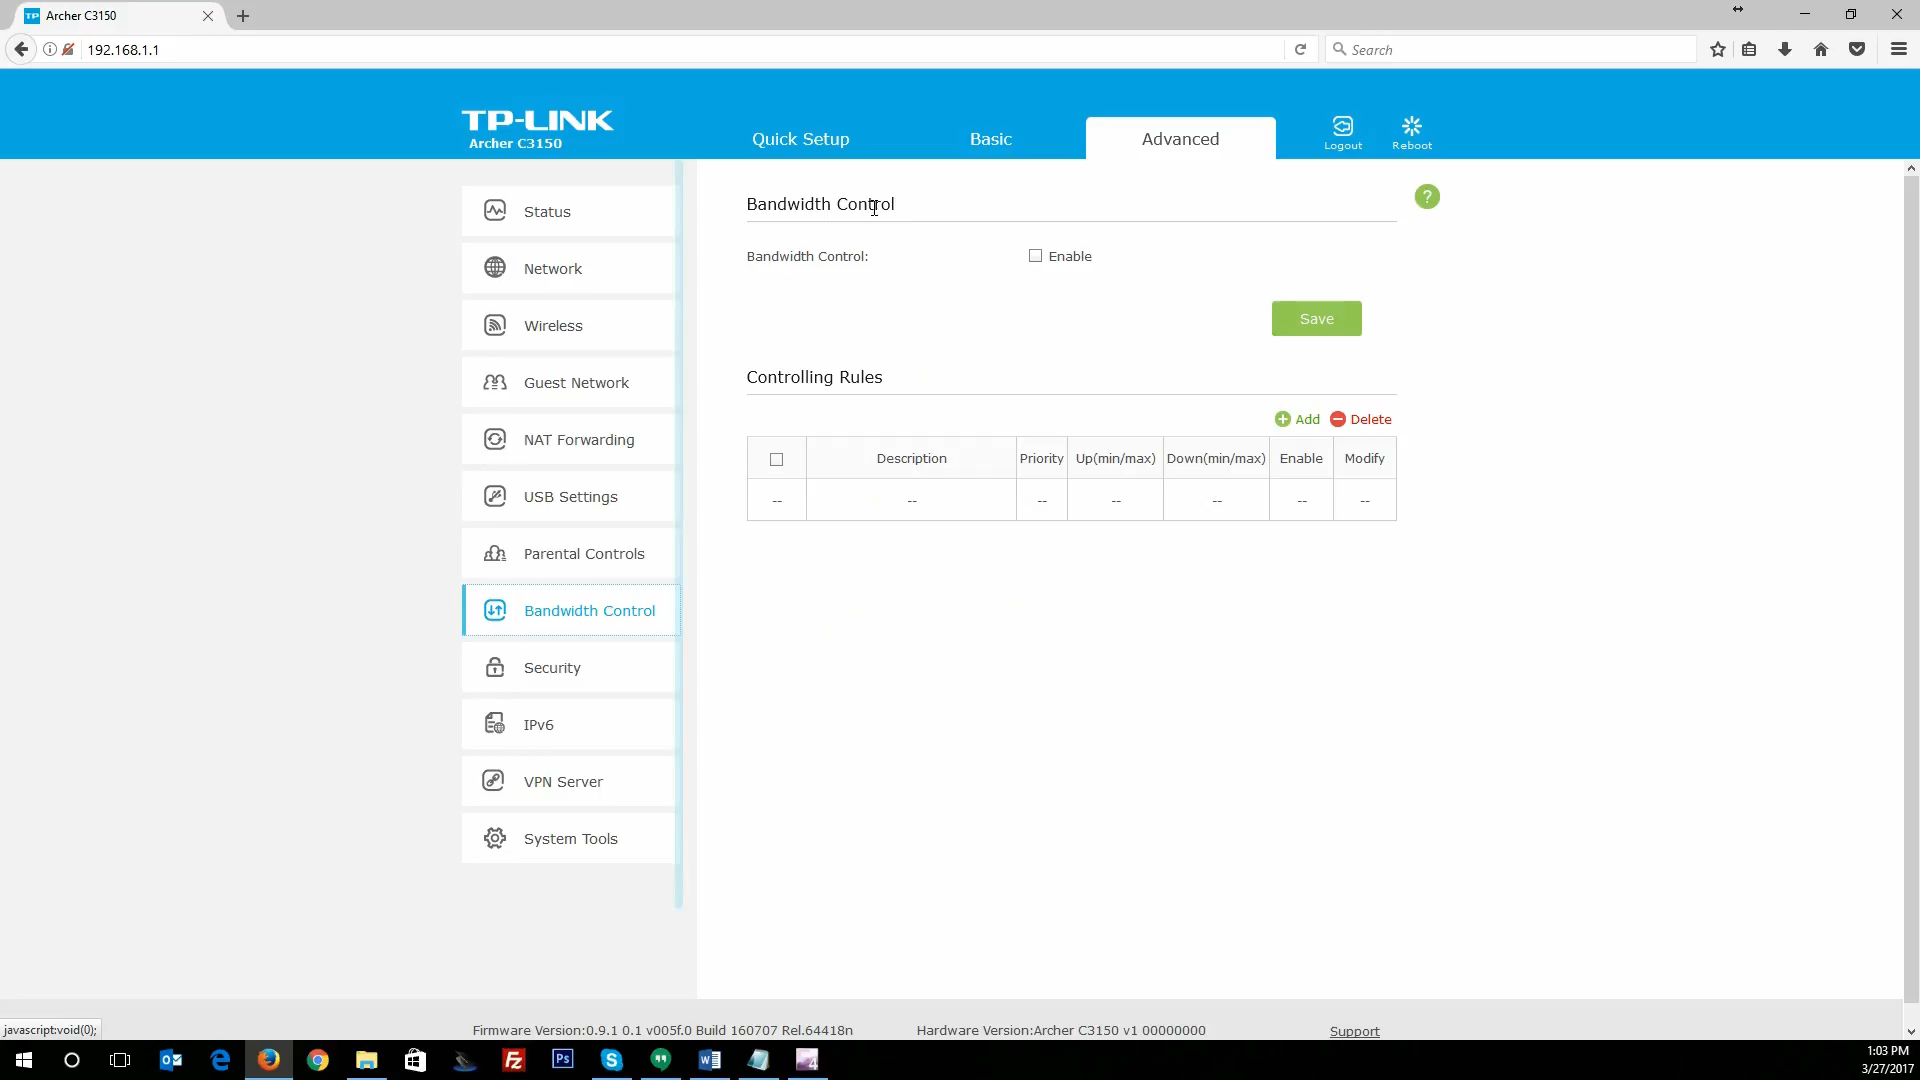 TP Archer C3150
192.168.1.1
Search
TP-LINK
Archer C3150
Quick Setup
Basic
Advanced
Logout
Reboot
Status
Network
Wireless
Guest Network
NAT Forwarding
USB Settings
Parental Controls
Bandwidth Control
Security
IPv6
VPN Server
System Tools
Bandwidth Control
?
Bandwidth Control: Enable
Save
Controlling Rules
Add Delete
Description Priority Up(min/max) Down(min/max) Enable Modify
-- -- -- -- -- -- --
javascript:void(0);
Firmware Version:0.9.1 0.1 v005f.0 Build 160707 Rel.64418n Hardware Version:Archer C3150 v1 00000000 Support
1:03 PM
3/27/2017